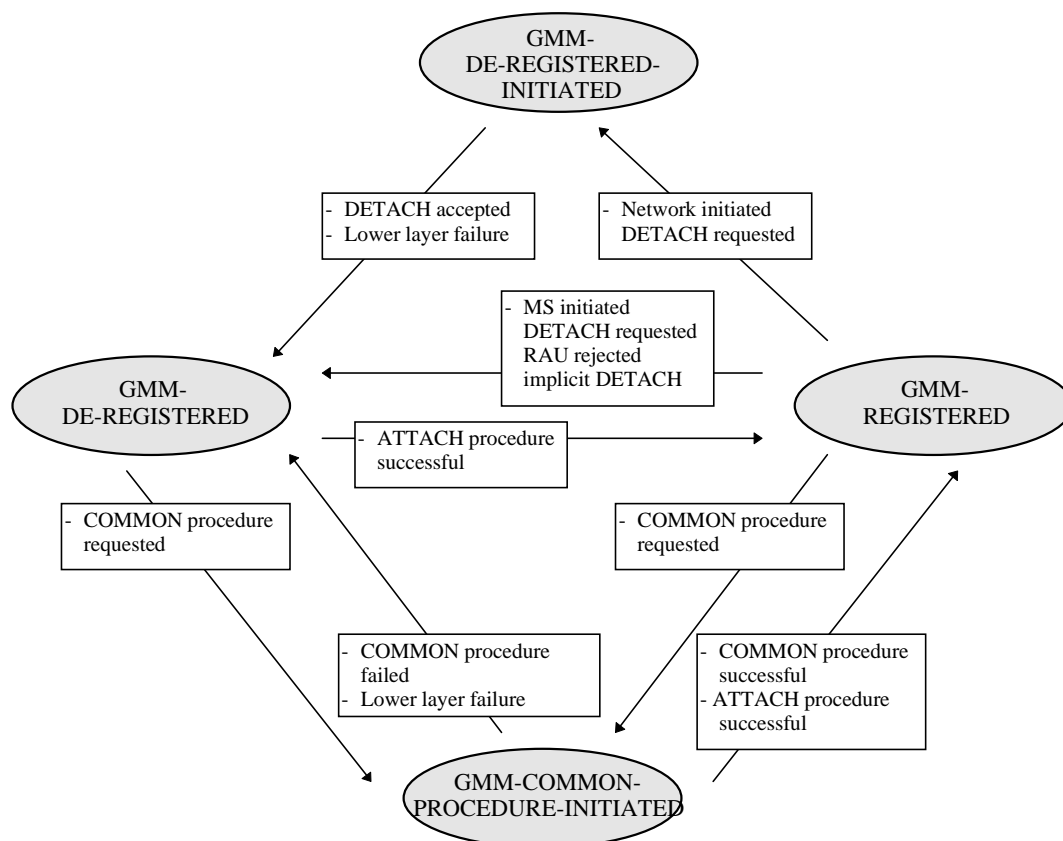 GMM-
DE-REGISTERED-
INITIATED
- DETACH accepted
- Lower layer failure
- Network initiated
DETACH requested
- MS initiated
DETACH requested
RAU rejected
implicit DETACH
GMM-
DE-REGISTERED
GMM-
REGISTERED
- ATTACH procedure
successful
- COMMON procedure
requested
- COMMON procedure
requested
- COMMON procedure
failed
- Lower layer failure
- COMMON procedure
successful
- ATTACH procedure
successful
GMM-COMMON-
PROCEDURE-INITIATED